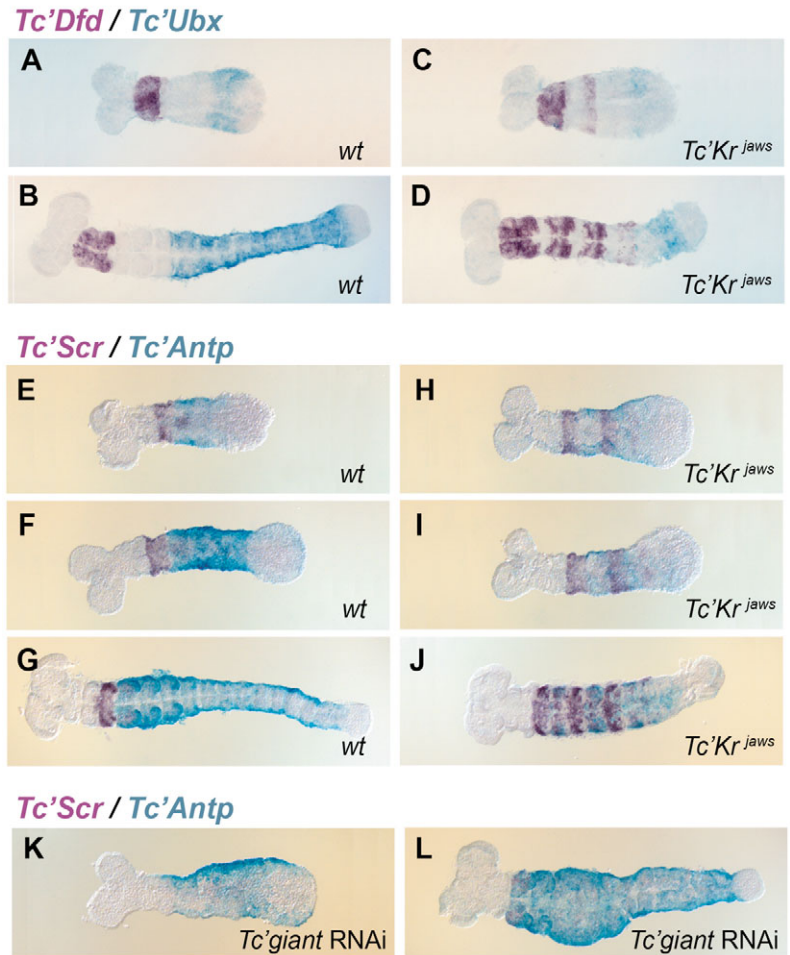 Tc'Dfd / Tc'Ubx
A
wt
C
Tc'Kr jaws
B
wt
D
Tc'Kr jaws
Tc'Scr / Tc'Antp
E
wt
H
Tc'Kr jaws
F
wt
I
Tc'Kr jaws
G
wt
J
Tc'Kr jaws
Tc'Scr / Tc'Antp
K
Tc'giant RNAi
L
Tc'giant RNAi